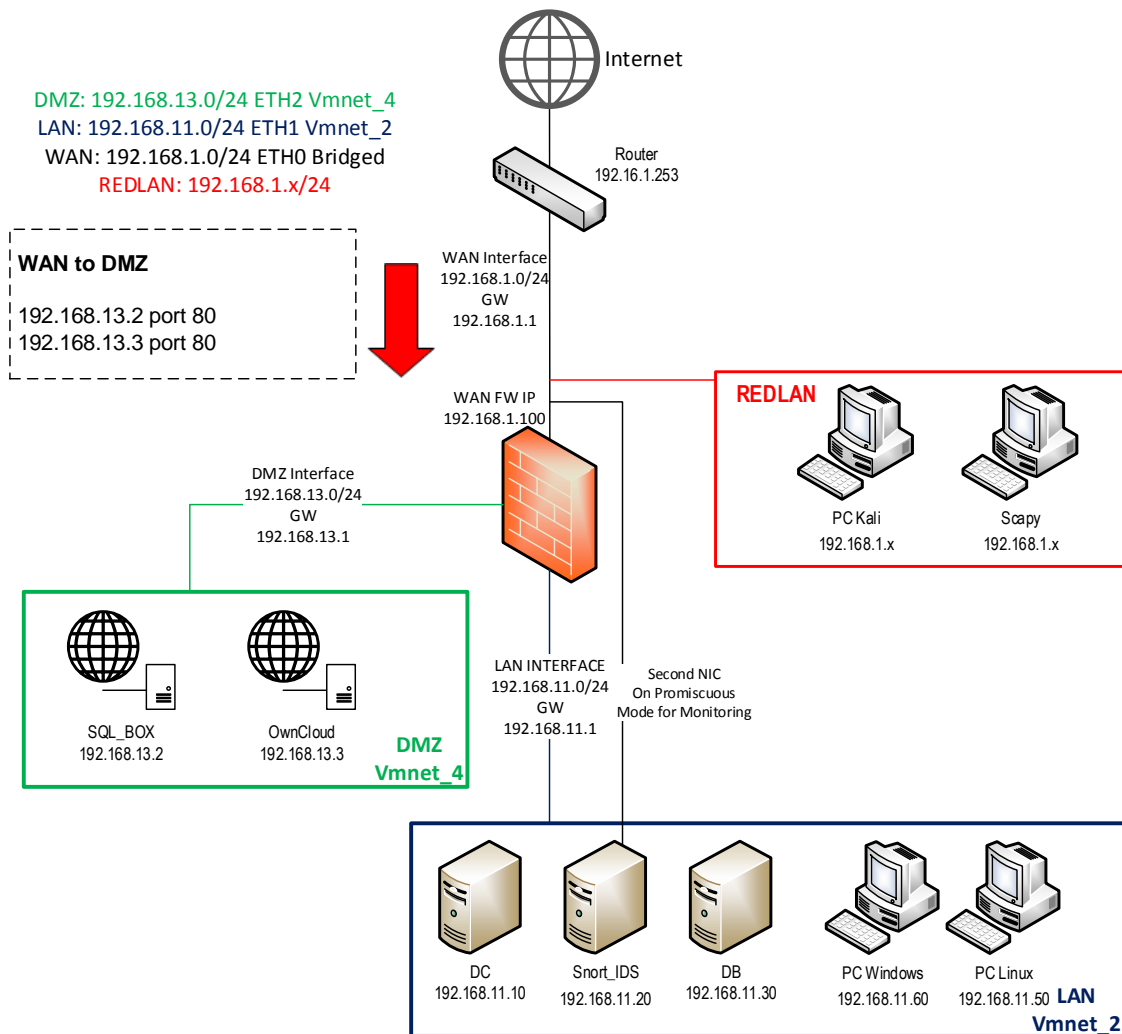 Internet
DMZ: 192.168.13.0/24 ETH2 Vmnet_4
LAN: 192.168.11.0/24 ETH1 Vmnet_2
WAN: 192.168.1.0/24 ETH0 Bridged
REDLAN: 192.168.1.x/24
Router
192.16.1.253
WAN to DMZ
192.168.13.2 port 80
192.168.13.3 port 80
WAN Interface
192.168.1.0/24
GW
192.168.1.1
WAN FW IP
192.168.1.100
REDLAN
PC Kali
192.168.1.x
Scapy
192.168.1.x
DMZ Interface
192.168.13.0/24
GW
192.168.13.1
SQL_BOX
192.168.13.2
OwnCloud
192.168.13.3
DMZ
Vmnet_4
LAN INTERFACE
192.168.11.0/24
GW
192.168.11.1
Second NIC
On Promiscuous
Mode for Monitoring
DC
192.168.11.10
Snort_IDS
192.168.11.20
DB
192.168.11.30
PC Windows
192.168.11.60
PC Linux
192.168.11.50
LAN
Vmnet_2